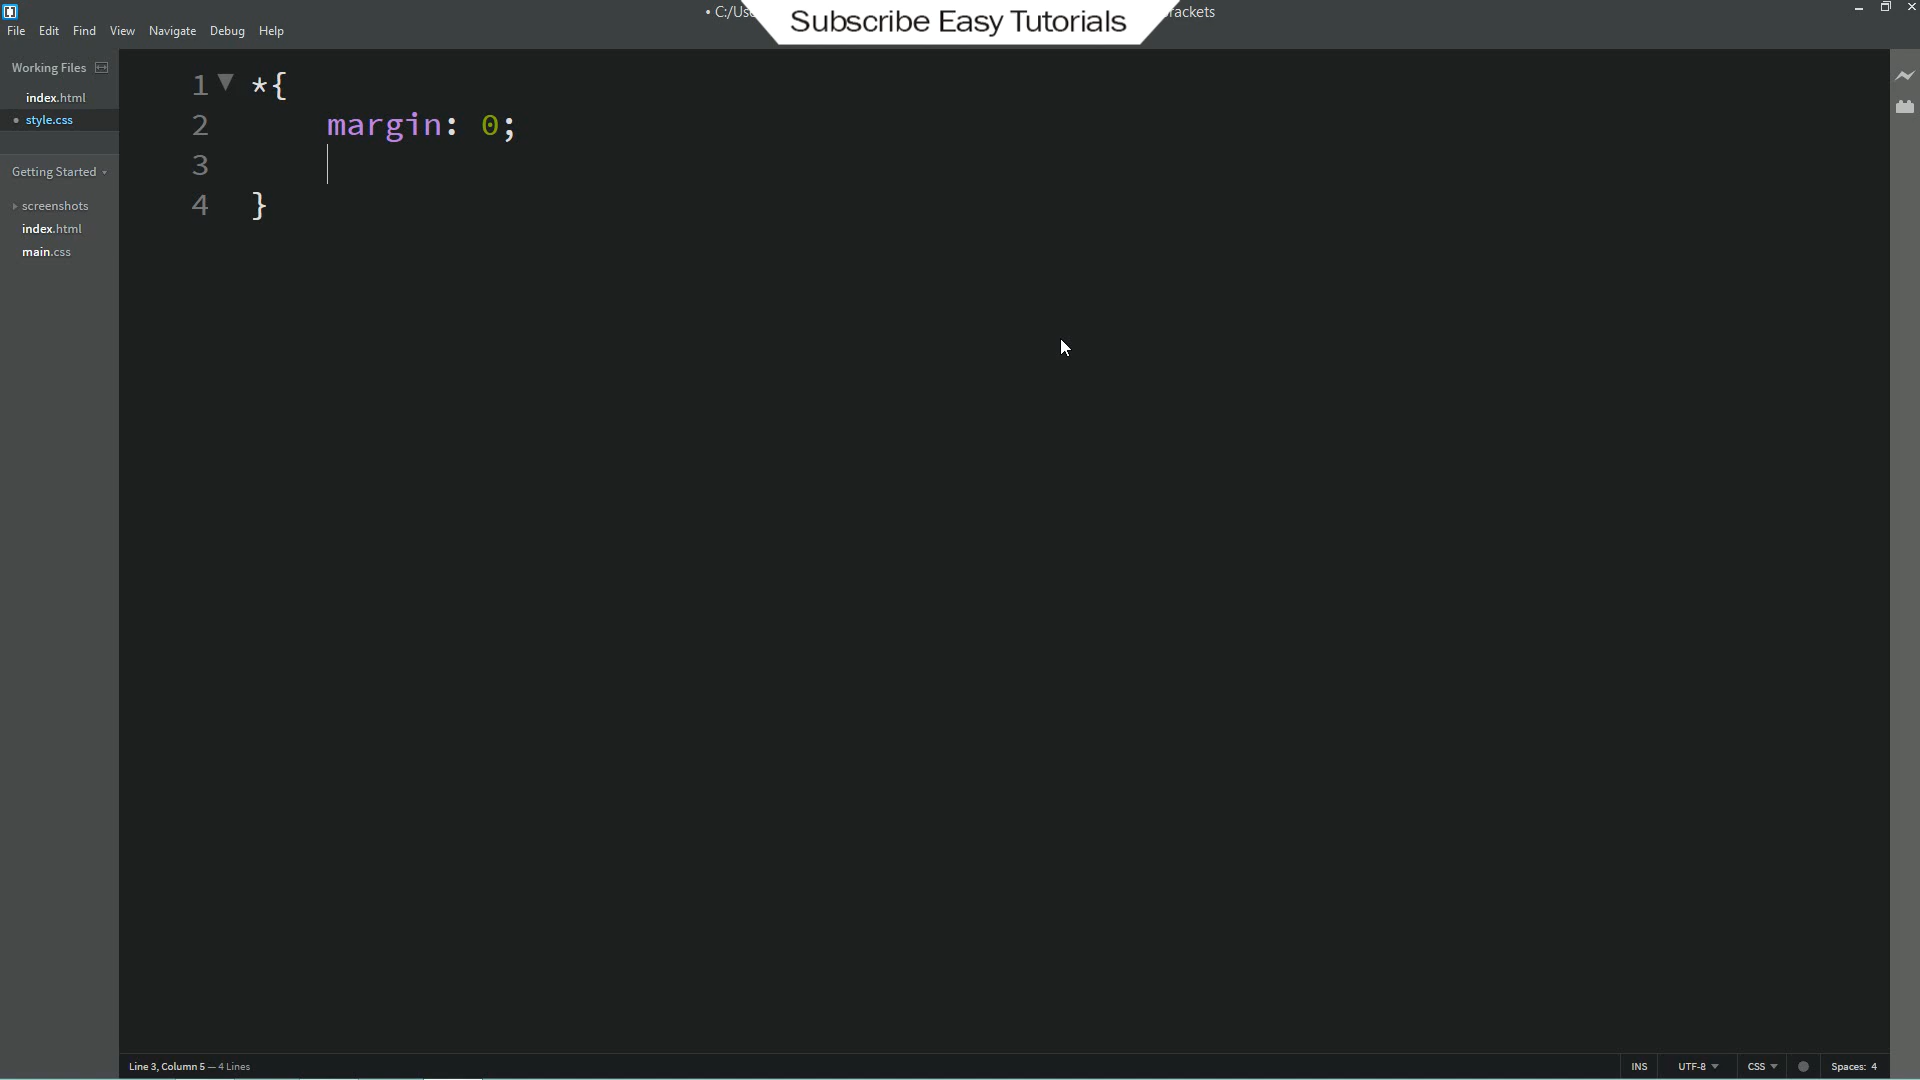 • C:/Us
Subscribe Easy Tutorials
rackets
File Edit Find View Navigate Debug Help
Working Files
index.html
• style.css
Getting Started
screenshots
index.html
main.css
1 *{
2 margin: 0;
3
4 }
Line 3, Column 5 — 4 Lines
INS UTF-8 CSS Spaces: 4